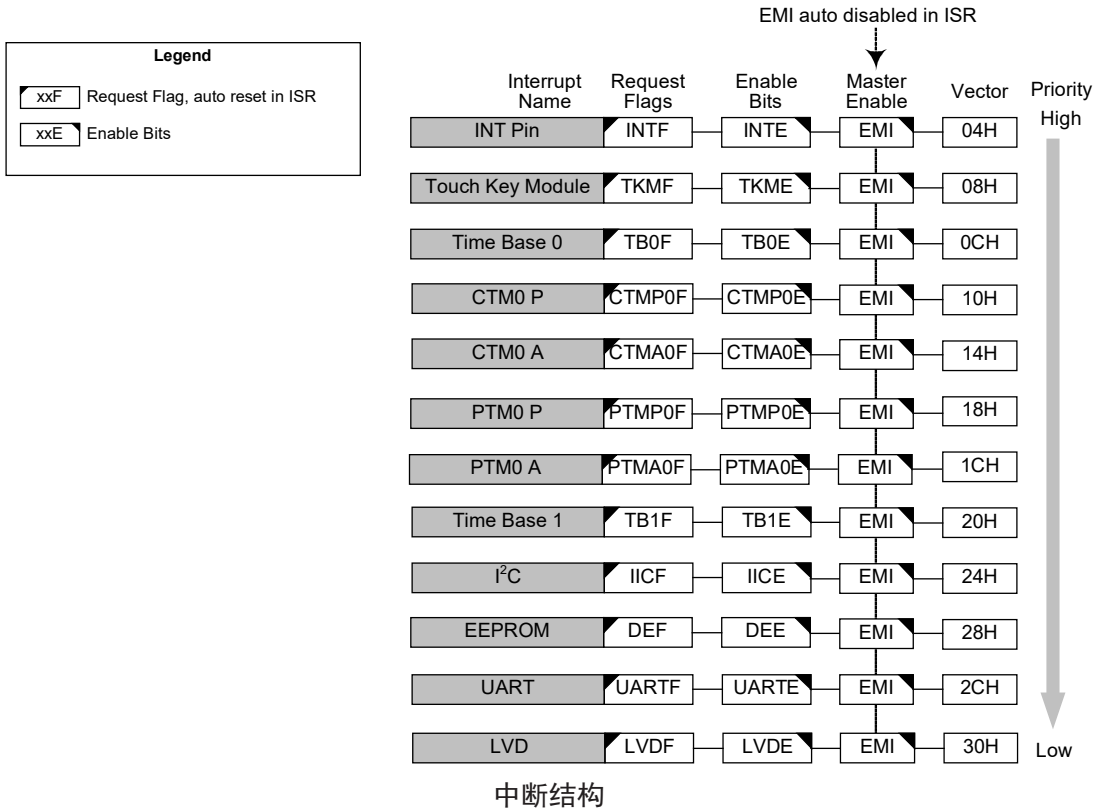 EMI auto disabled in ISR
Legend
xxF Request Flag, auto reset in ISR
xxE Enable Bits
Interrupt Name Request Flags Enable Bits Master Enable Vector Priority
High
INT Pin INTF INTE EMI 04H
Touch Key Module TKMF TKME EMI 08H
Time Base 0 TB0F TB0E EMI 0CH
CTM0 P CTMP0F CTMP0E EMI 10H
CTM0 A CTMA0F CTMA0E EMI 14H
PTM0 P PTMP0F PTMP0E EMI 18H
PTM0 A PTMA0F PTMA0E EMI 1CH
Time Base 1 TB1F TB1E EMI 20H
I²C IICF IICE EMI 24H
EEPROM DEF DEE EMI 28H
UART UARTF UARTE EMI 2CH
LVD LVDF LVDE EMI 30H Low
中断结构